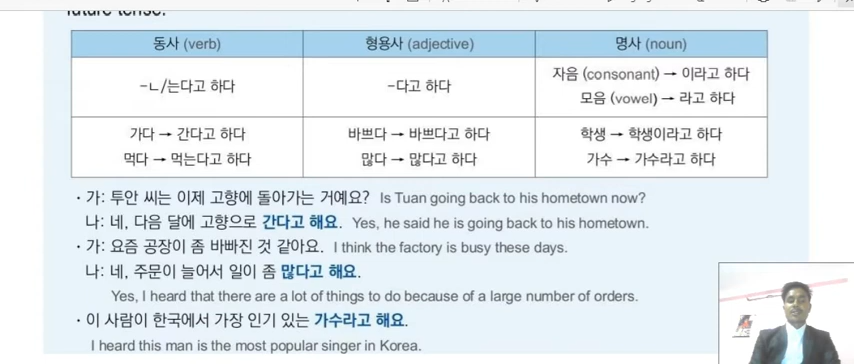 future tense.
동사 (verb) 형용사 (adjective) 명사 (noun)
-ㄴ/는다고 하다 -다고 하다 자음 (consonant) → 이라고 하다
모음 (vowel) → 라고 하다
가다 → 간다고 하다 바쁘다 → 바쁘다고 하다 학생 → 학생이라고 하다
먹다 → 먹는다고 하다 많다 → 많다고 하다 가수 → 가수라고 하다
· 가: 투안 씨는 이제 고향에 돌아가는 거예요? Is Tuan going back to his hometown now?
나: 네, 다음 달에 고향으로 간다고 해요. Yes, he said he is going back to his hometown.
· 가: 요즘 공장이 좀 바빠진 것 같아요. I think the factory is busy these days.
나: 네, 주문이 늘어서 일이 좀 많다고 해요.
Yes, I heard that there are a lot of things to do because of a large number of orders.
· 이 사람이 한국에서 가장 인기 있는 가수라고 해요.
I heard this man is the most popular singer in Korea.